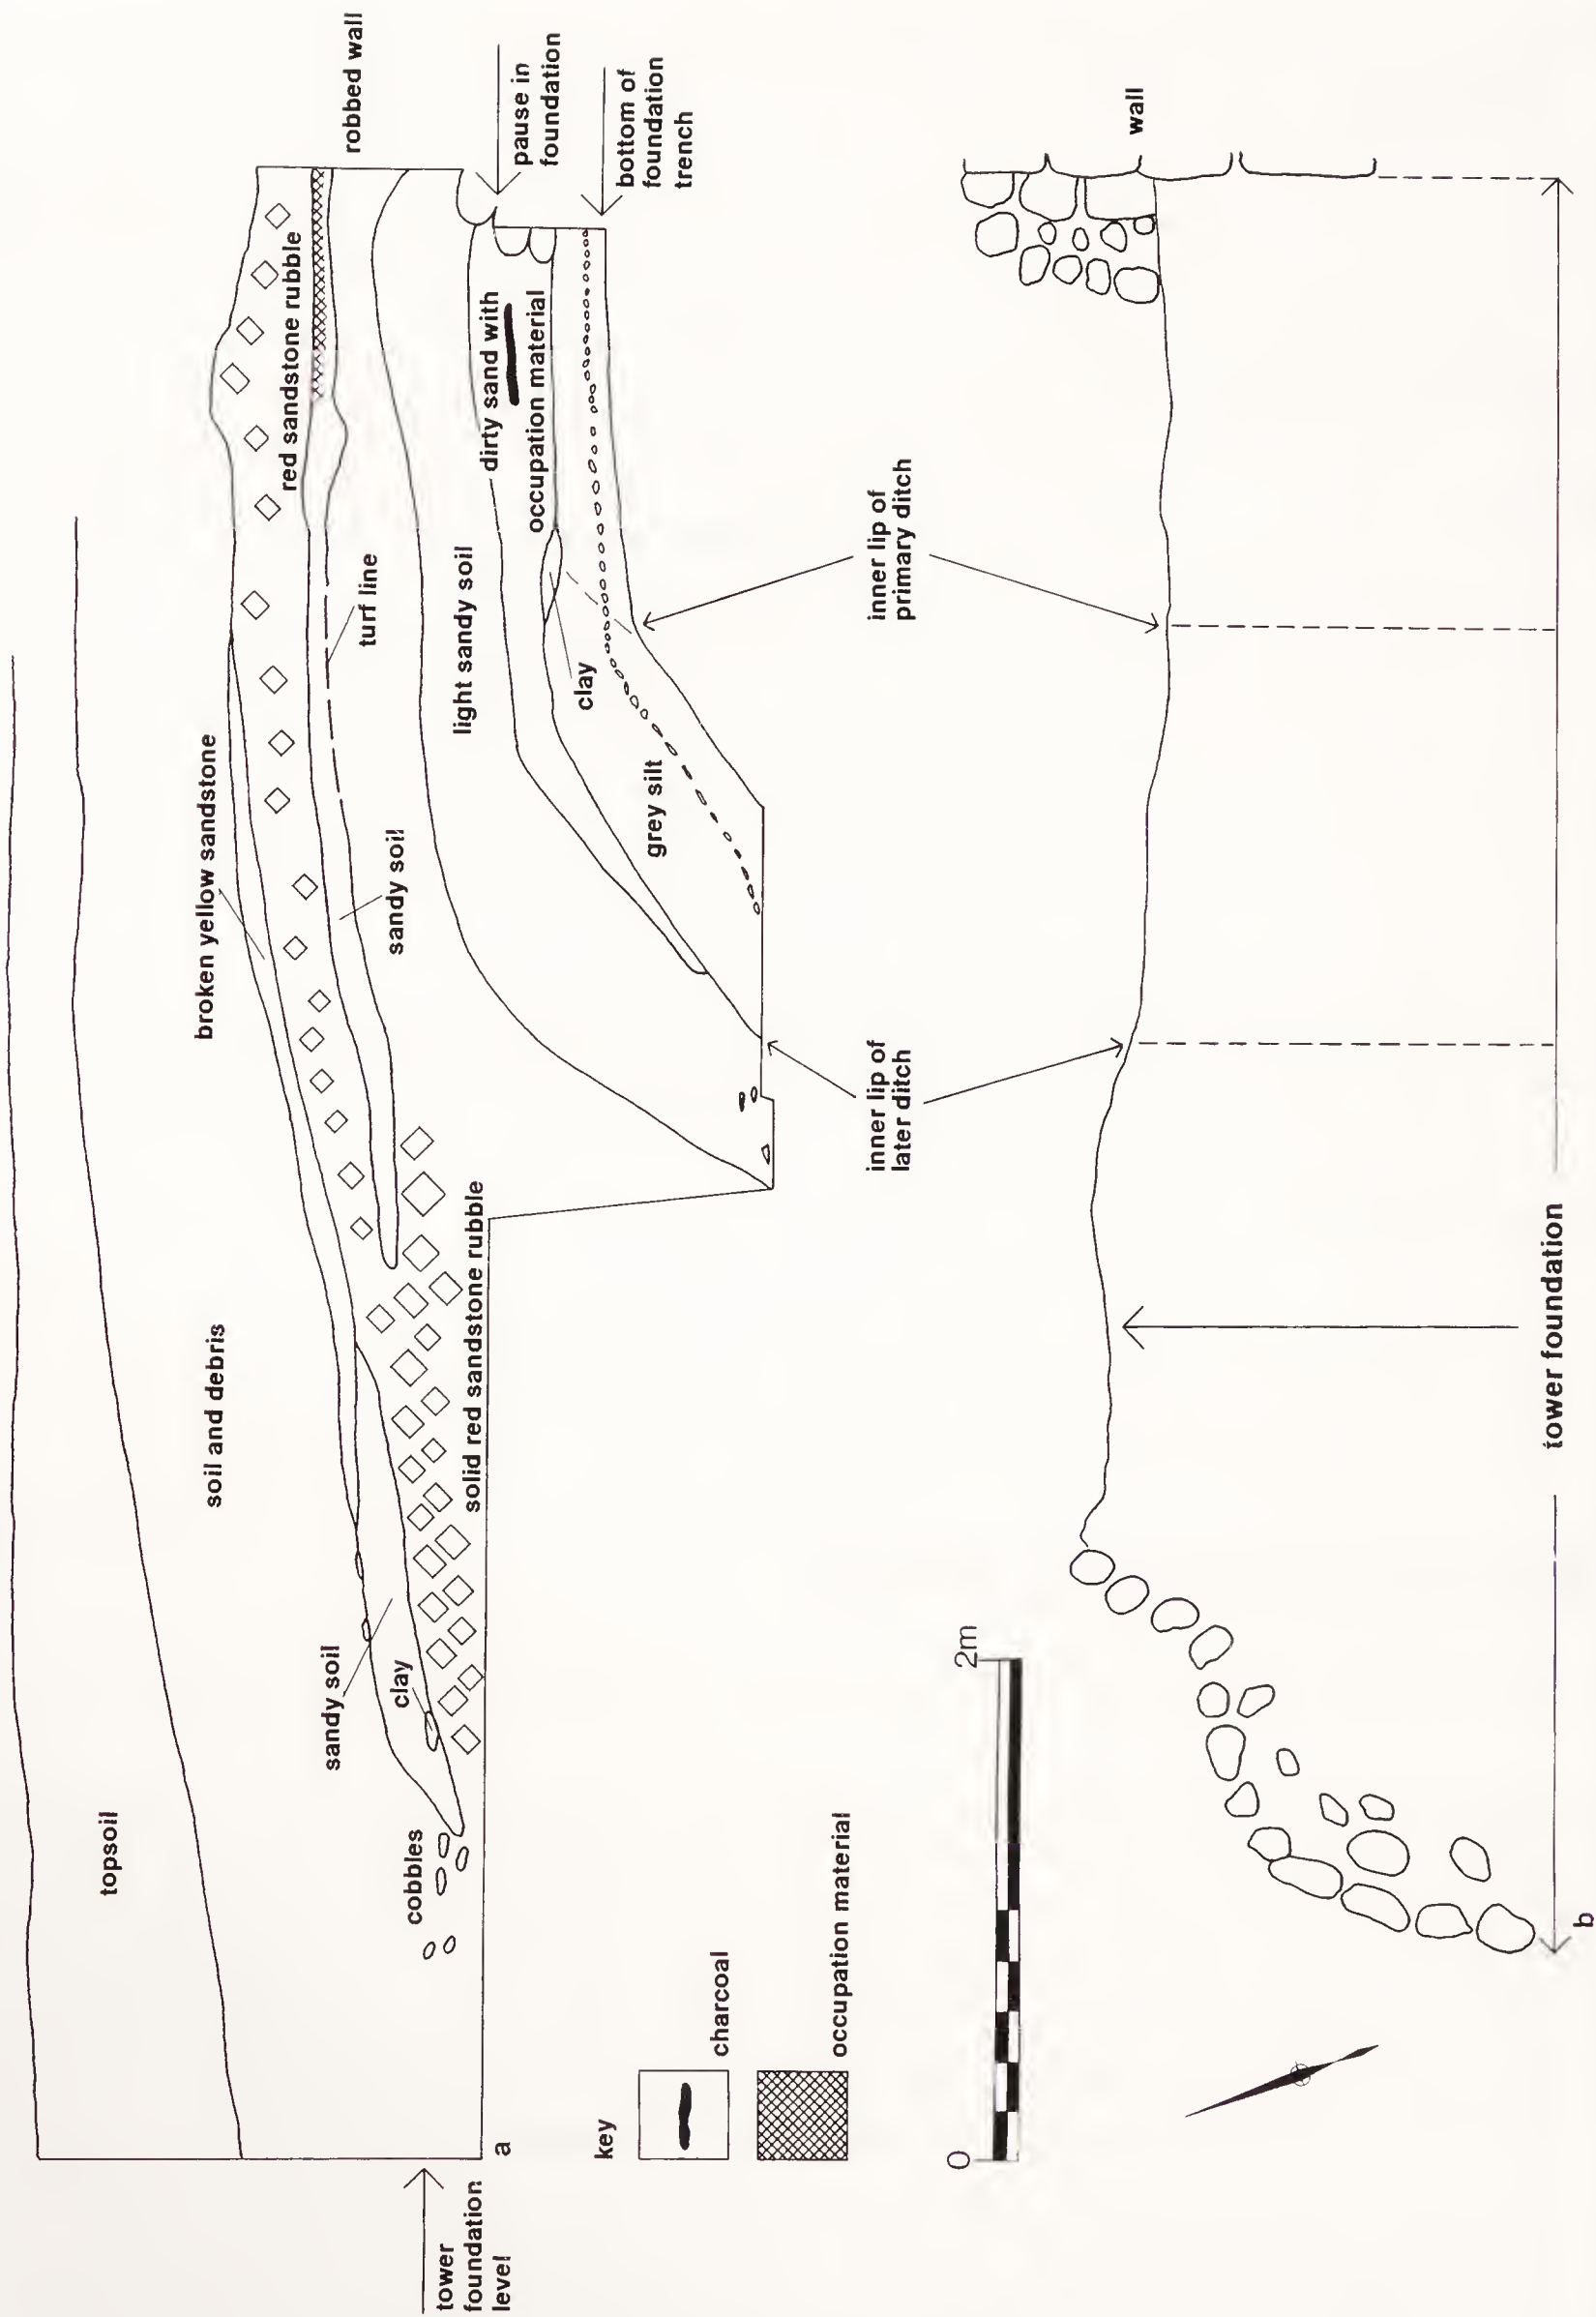 topsoil
soil and debris
broken yellow sandstone
red sandstone rubble
robbed wall
pause in
foundation
bottom of
foundation
trench
turf line
sandy soil
light sandy soil
dirty sand with
occupation material
clay
grey silt
sandy soil
clay
cobbles
solid red sandstone rubble
tower
foundation
level
a
key
charcoal
occupation material
0
2m
inner lip of
primary ditch
inner lip of
later ditch
wall
tower foundation
b